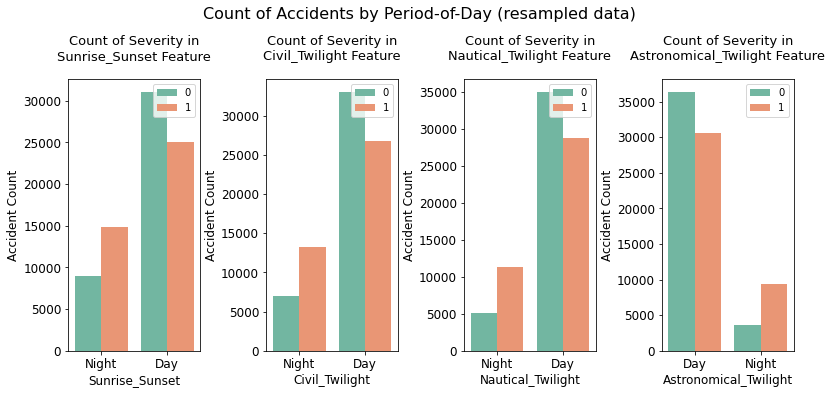 Count of Accidents by Period-of-Day (resampled data)
Count of Severity in
Sunrise_Sunset Feature
0
1
30000
25000
20000
15000
10000
5000
0
Accident Count
Night
Day
Sunrise_Sunset
Count of Severity in
Civil_Twilight Feature
0
1
30000
25000
20000
15000
10000
5000
0
Accident Count
Night
Day
Civil_Twilight
Count of Severity in
Nautical_Twilight Feature
0
1
35000
30000
25000
20000
15000
10000
5000
0
Accident Count
Night
Day
Nautical_Twilight
Count of Severity in
Astronomical_Twilight Feature
0
1
35000
30000
25000
20000
15000
10000
5000
0
Accident Count
Day
Night
Astronomical_Twilight